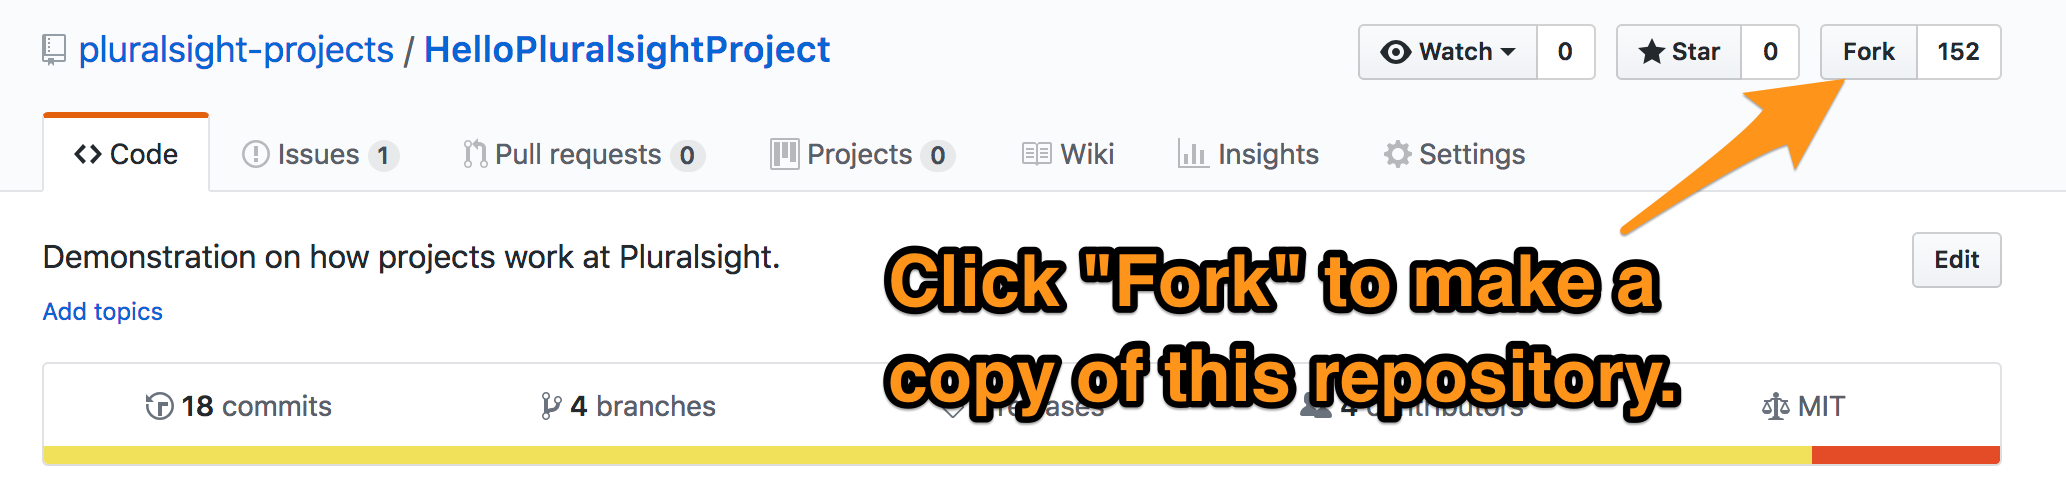 pluralsight-projects / HelloPluralsightProject
Watch 0 Star 0 Fork 152
Code Issues 1 Pull requests 0 Projects 0 Wiki Insights Settings
Demonstration on how projects work at Pluralsight.
Edit
Add topics
Click "Fork" to make a
copy of this repository.
18 commits 4 branches 4 contributors MIT